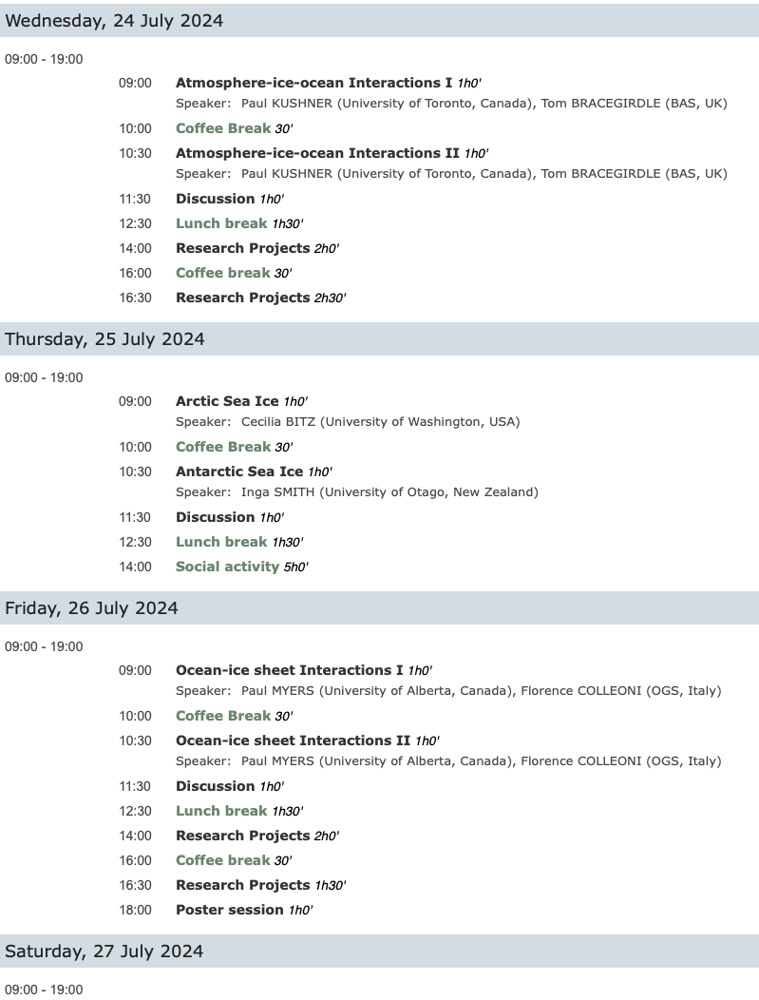 Wednesday, 24 July 2024
09:00 - 19:00
09:00 Atmosphere-ice-ocean Interactions I 1h0'
Speaker: Paul KUSHNER (University of Toronto, Canada), Tom BRACEGIRDLE (BAS, UK)
10:00 Coffee Break 30'
10:30 Atmosphere-ice-ocean Interactions II 1h0'
Speaker: Paul KUSHNER (University of Toronto, Canada), Tom BRACEGIRDLE (BAS, UK)
11:30 Discussion 1h0'
12:30 Lunch break 1h30'
14:00 Research Projects 2h0'
16:00 Coffee break 30'
16:30 Research Projects 2h30'
Thursday, 25 July 2024
09:00 - 19:00
09:00 Arctic Sea Ice 1h0'
Speaker: Cecilia BITZ (University of Washington, USA)
10:00 Coffee Break 30'
10:30 Antarctic Sea Ice 1h0'
Speaker: Inga SMITH (University of Otago, New Zealand)
11:30 Discussion 1h0'
12:30 Lunch break 1h30'
14:00 Social activity 5h0'
Friday, 26 July 2024
09:00 - 19:00
09:00 Ocean-ice sheet Interactions I 1h0'
Speaker: Paul MYERS (University of Alberta, Canada), Florence COLLEONI (OGS, Italy)
10:00 Coffee Break 30'
10:30 Ocean-ice sheet Interactions II 1h0'
Speaker: Paul MYERS (University of Alberta, Canada), Florence COLLEONI (OGS, Italy)
11:30 Discussion 1h0'
12:30 Lunch break 1h30'
14:00 Research Projects 2h0'
16:00 Coffee break 30'
16:30 Research Projects 1h30'
18:00 Poster session 1h0'
Saturday, 27 July 2024
09:00 - 19:00